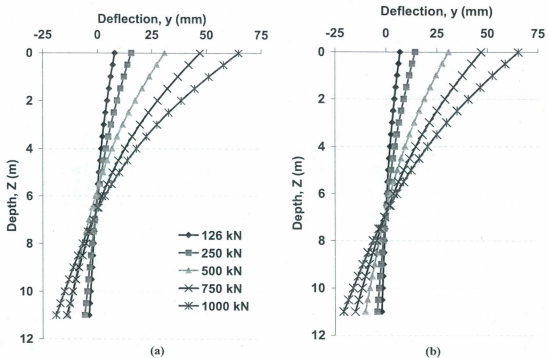 Deflection, y (mm)
-25 0 25 50 75
Depth, Z (m)
0
2
4
6
8
10
12
126 kN
250 kN
500 kN
750 kN
1000 kN
(a)
Deflection, y (mm)
-25 0 25 50 75
Depth, Z (m)
0
2
4
6
8
10
12
(b)